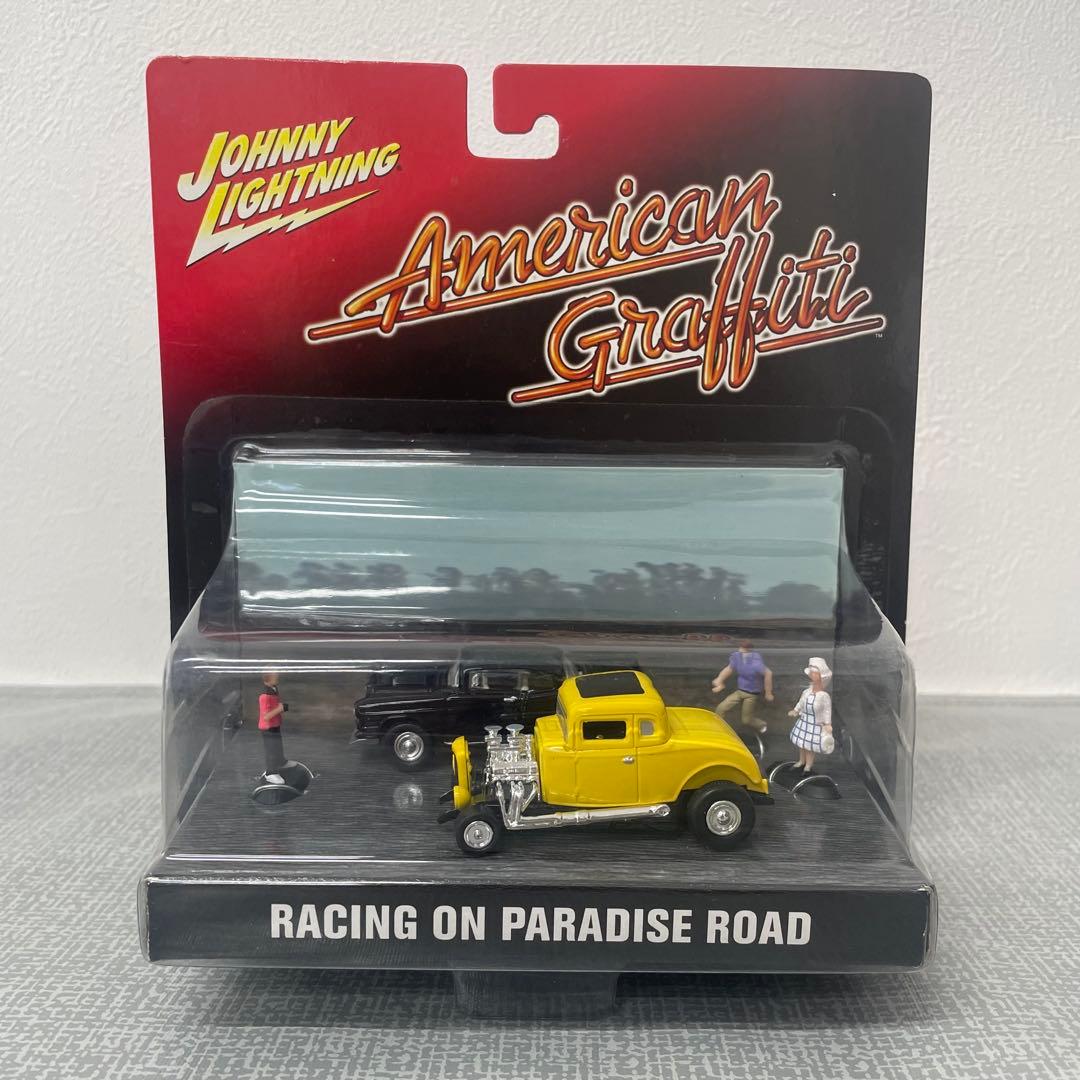 JOHNNY
LIGHTNING
American
Graffiti
RACING ON PARADISE ROAD